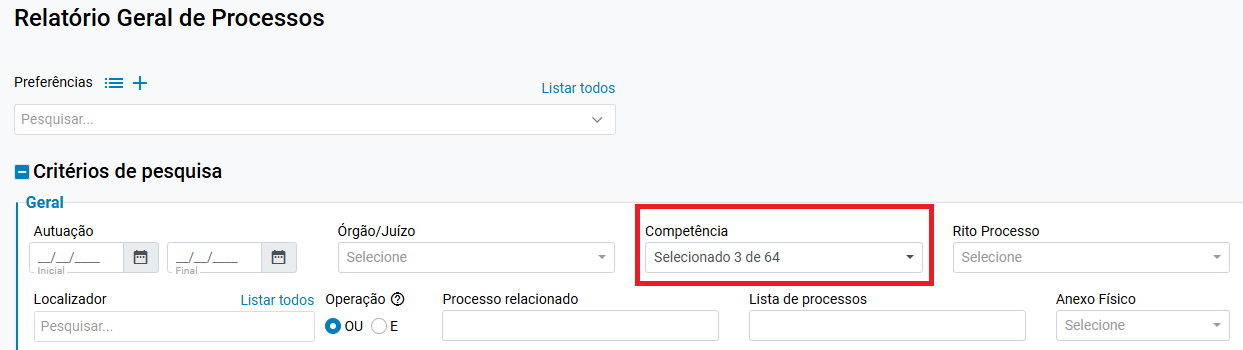 Relatório Geral de Processos
Preferências
Listar todos
Pesquisar...
Critérios de pesquisa
Geral
Autuação
Órgão/Juízo
Competência
Rito Processo
__/__/____
__/__/____
Selecione
Selecionado 3 de 64
Selecione
Inicial
Final
Localizador
Listar todos
Operação ?
Processo relacionado
Lista de processos
Anexo Físico
Pesquisar...
OU E
Selecione